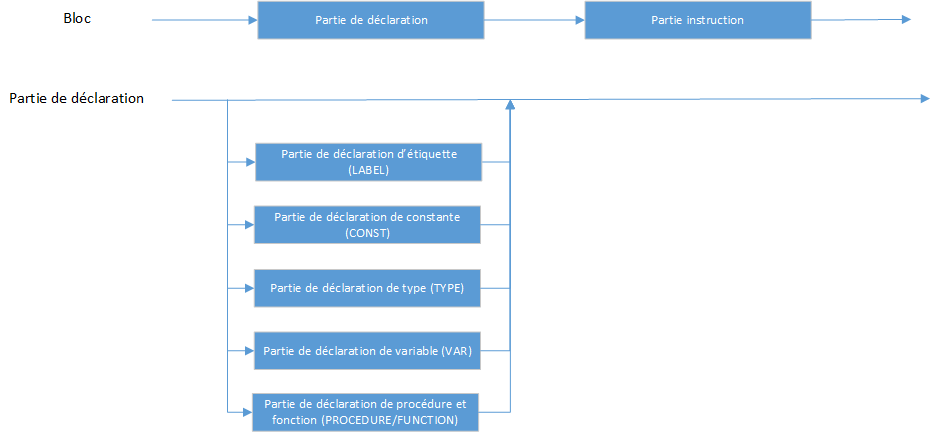 Bloc
Partie de déclaration
Partie instruction
Partie de déclaration
Partie de déclaration d'étiquette
(LABEL)
Partie de déclaration de constante
(CONST)
Partie de déclaration de type (TYPE)
Partie de déclaration de variable (VAR)
Partie de déclaration de procédure et
fonction (PROCEDURE/FUNCTION)